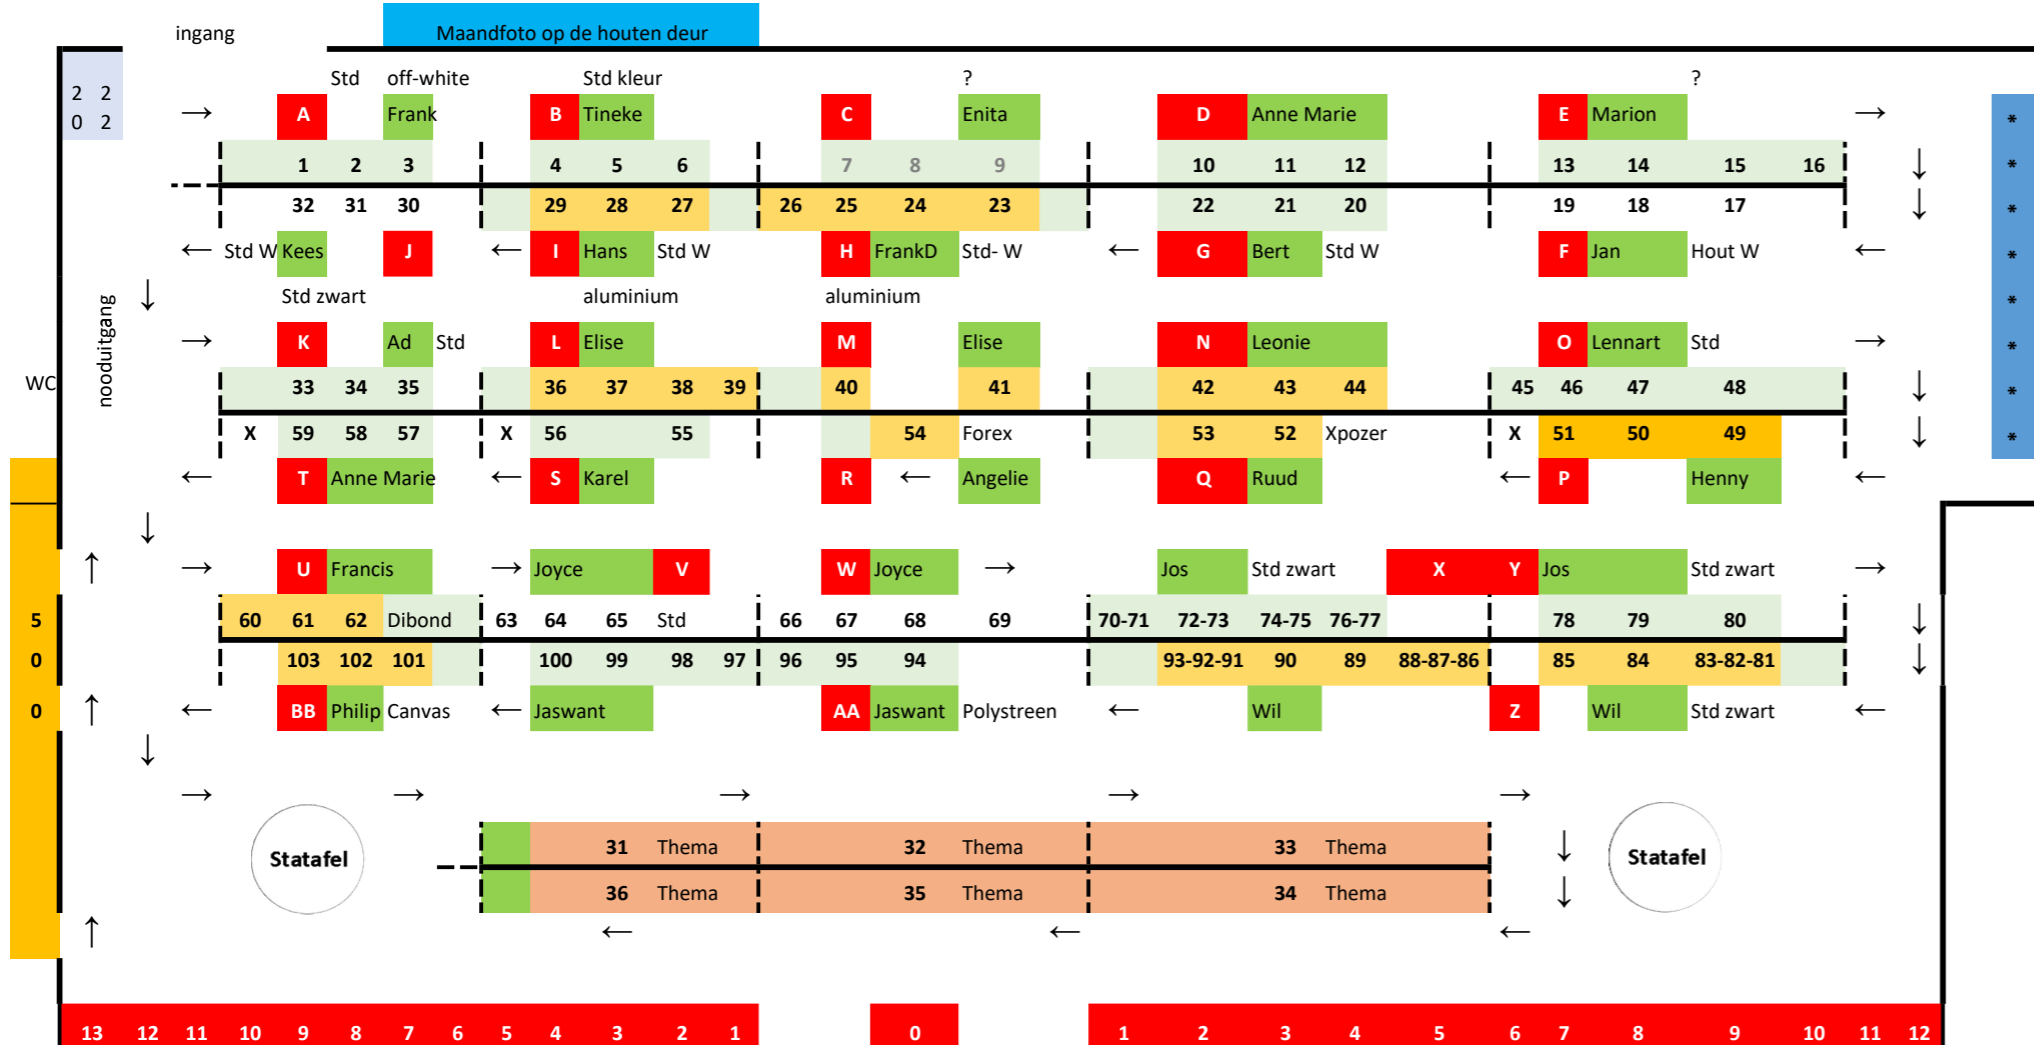 ingang Maandfoto op de houten deur
Std off-white Std kleur ? ?
2 2
0 2
→ A Frank B Tineke C Enita D Anne Marie E Marion → *
1 2 3 4 5 6 7 8 9 10 11 12 13 14 15 16 ↓ *
32 31 30 29 28 27 26 25 24 23 22 21 20 19 18 17 ↓ *
← Std W Kees J ← I Hans Std W H FrankD Std- W ← G Bert Std W F Jan Hout W ← *
nooduitgang ↓ Std zwart aluminium aluminium *
→ K Ad Std L Elise M Elise N Leonie O Lennart Std → *
WC 33 34 35 36 37 38 39 40 41 42 43 44 45 46 47 48 ↓ *
X 59 58 57 X 56 55 54 Forex 53 52 Xpozer X 51 50 49 ↓ *
← T Anne Marie ← S Karel R ← Angelie Q Ruud ← P Henny ←
↓
↑ → U Francis → Joyce V W Joyce → Jos Std zwart X Y Jos Std zwart →
5 60 61 62 Dibond 63 64 65 Std 66 67 68 69 70-71 72-73 74-75 76-77 78 79 80 ↓
0 103 102 101 100 99 98 97 96 95 94 93-92-91 90 89 88-87-86 85 84 83-82-81 ↓
0 ↑ ← BB Philip Canvas ← Jaswant AA Jaswant Polystreen ← Wil Z Wil Std zwart ←
↓
→ → → → →
Statafel 31 Thema 32 Thema 33 Thema ↓ Statafel
36 Thema 35 Thema 34 Thema ↓
↑ ← ← ←
13 12 11 10 9 8 7 6 5 4 3 2 1 0 1 2 3 4 5 6 7 8 9 10 11 12